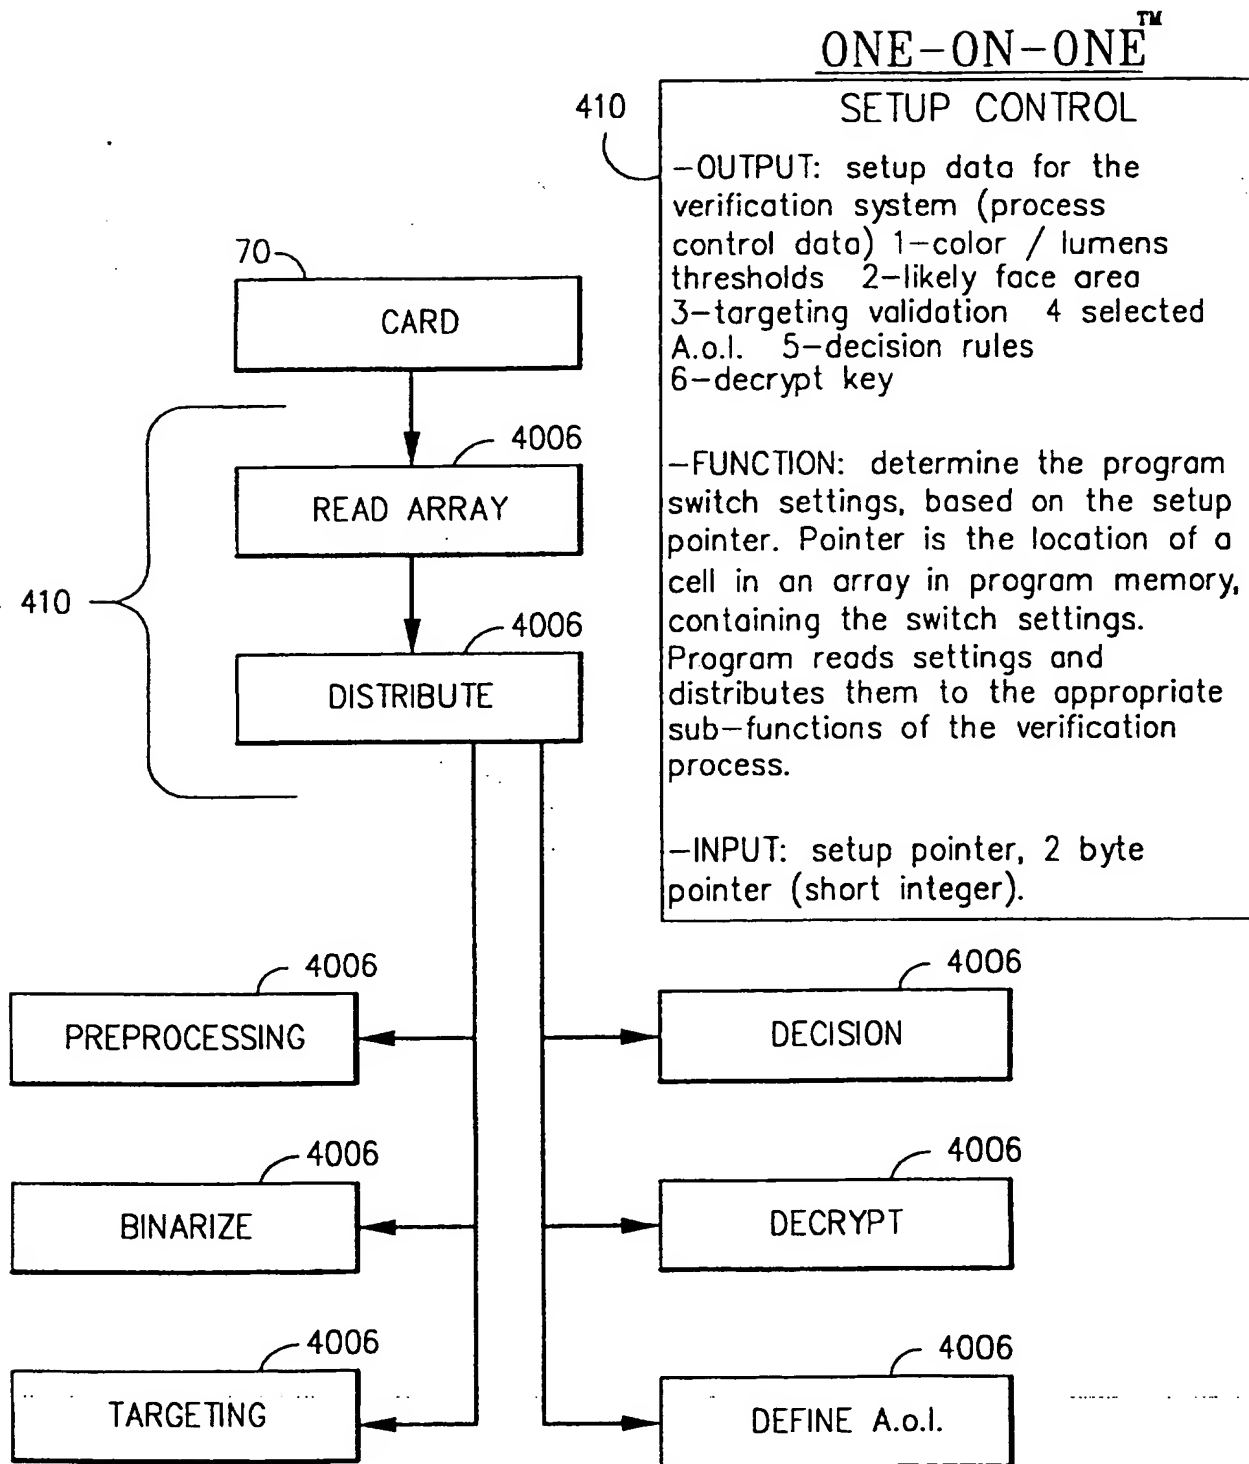 ONE-ON-ONE™
410
SETUP CONTROL
-OUTPUT: setup data for the
verification system (process
control data) 1-color / lumens
thresholds 2-likely face area
3-targeting validation 4 selected
A.o.I. 5-decision rules
6-decrypt key
-FUNCTION: determine the program
switch settings, based on the setup
pointer. Pointer is the location of a
cell in an array in program memory,
containing the switch settings.
Program reads settings and
distributes them to the appropriate
sub-functions of the verification
process.
-INPUT: setup pointer, 2 byte
pointer (short integer).
70
CARD
4006
READ ARRAY
410
4006
DISTRIBUTE
4006
PREPROCESSING
4006
DECISION
4006
BINARIZE
4006
DECRYPT
4006
TARGETING
4006
DEFINE A.o.I.